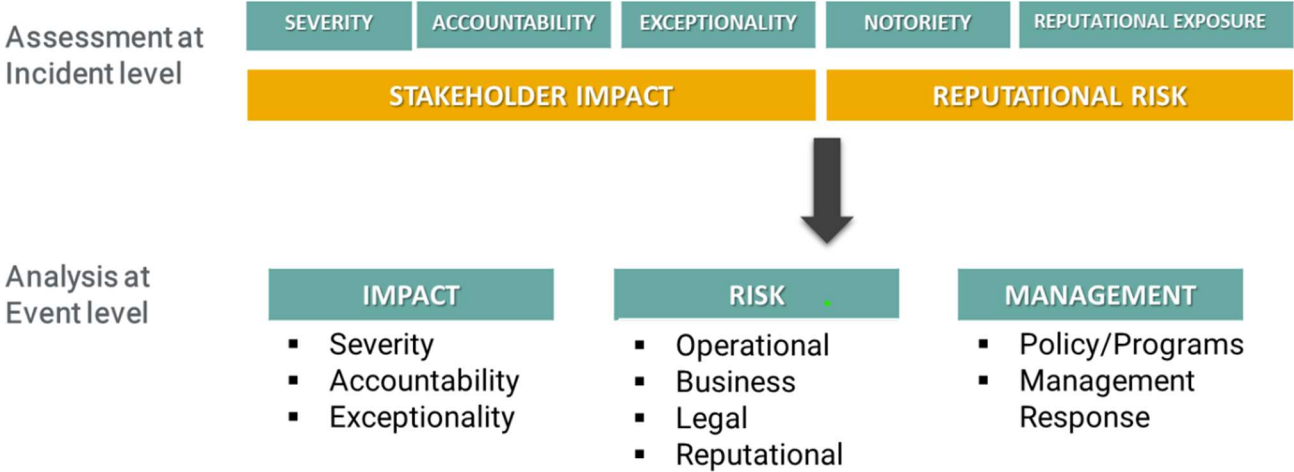 Assessment at
Incident level
SEVERITY
ACCOUNTABILITY
EXCEPTIONALITY
NOTORIETY
REPUTATIONAL EXPOSURE
STAKEHOLDER IMPACT
REPUTATIONAL RISK
Analysis at
Event level
IMPACT
▪ Severity
▪ Accountability
▪ Exceptionality
RISK
▪ Operational
▪ Business
▪ Legal
▪ Reputational
MANAGEMENT
▪ Policy/Programs
▪ Management
Response